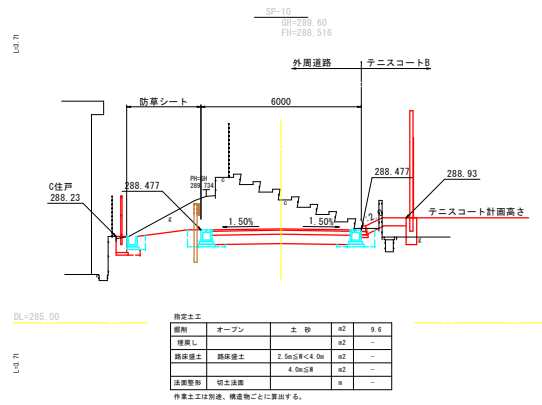 SP-10
GH=289.60
FH=288.516
外周道路
テニスコートB
防草シート
6000
C住戸
288.23
288.477
PH=GH
289.734
288.477
288.93
1.50%
1.50%
テニスコート計画高さ
DL=285.00
指定土工
掘削 オープン 土 砂 m2 9.6
埋戻し m2 -
路床盛土 路床盛土 2.5m≦W<4.0m m2 -
4.0m≦W m2 -
法面整形 切土法面 m -
作業土工は別途、構造物ごとに算出する。